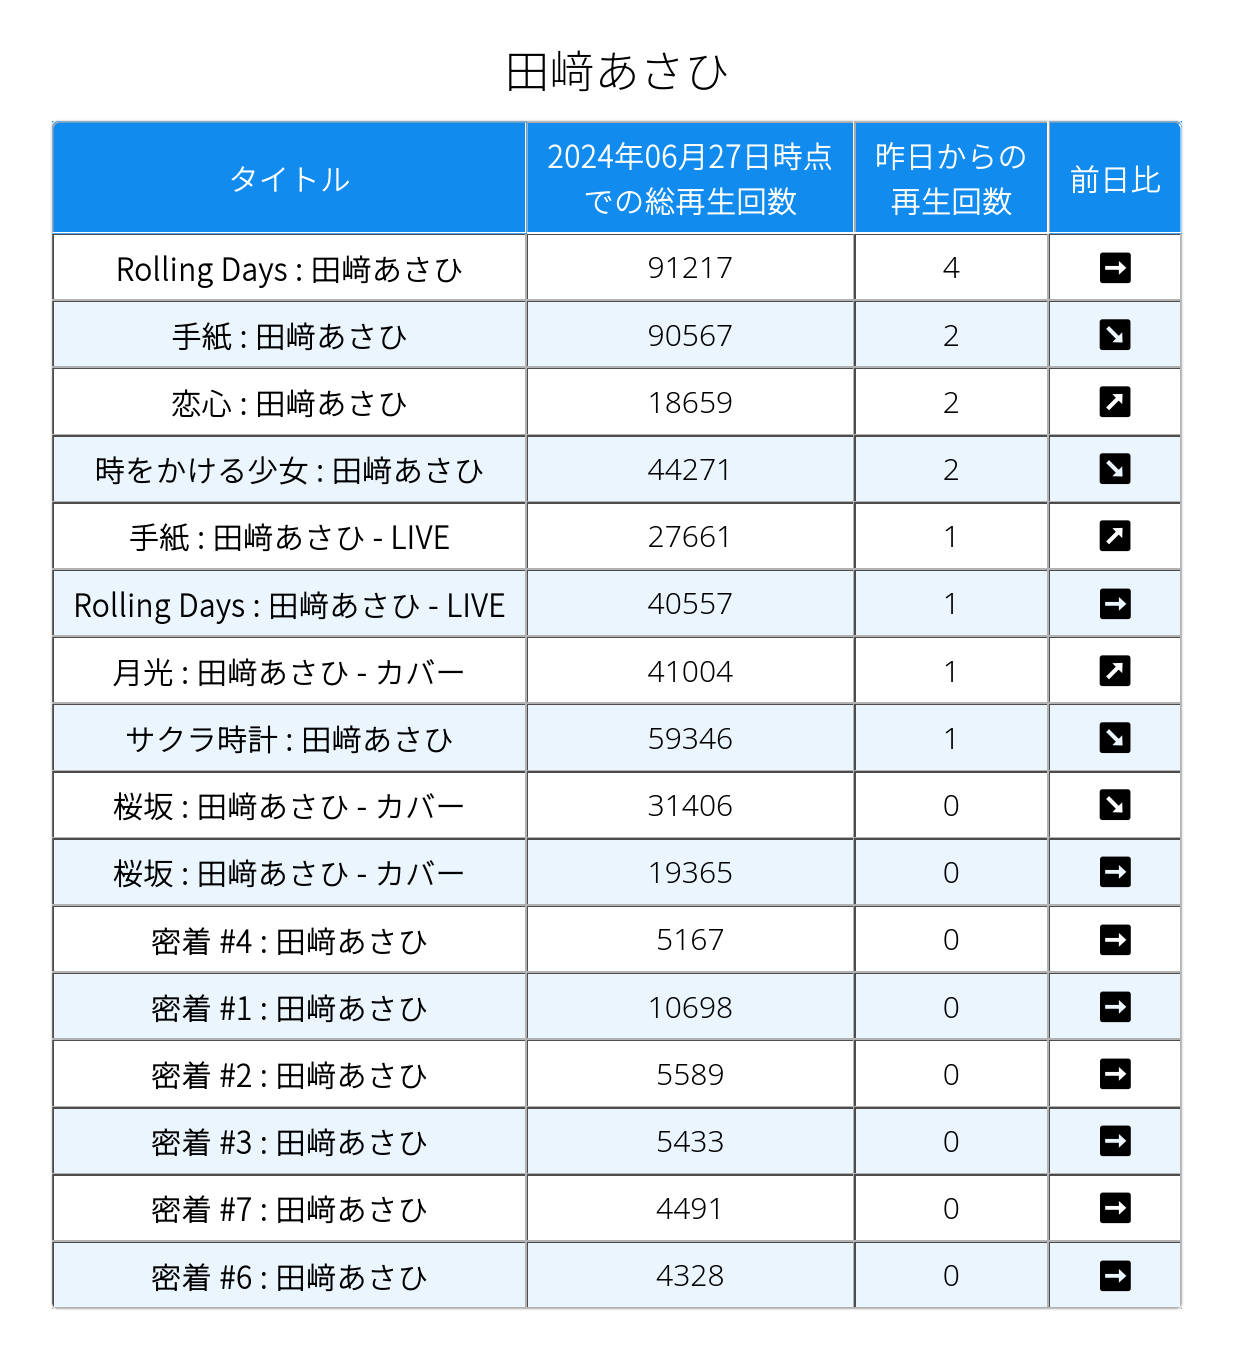 田﨑あさひ
タイトル 2024年06月27日時点での総再生回数 昨日からの再生回数 前日比
Rolling Days : 田﨑あさひ 91217 4 ➡
手紙 : 田﨑あさひ 90567 2 ↘
恋心 : 田﨑あさひ 18659 2 ↗
時をかける少女 : 田﨑あさひ 44271 2 ↘
手紙 : 田﨑あさひ - LIVE 27661 1 ↗
Rolling Days : 田﨑あさひ - LIVE 40557 1 ➡
月光 : 田﨑あさひ - カバー 41004 1 ↗
サクラ時計 : 田﨑あさひ 59346 1 ↘
桜坂 : 田﨑あさひ - カバー 31406 0 ↘
桜坂 : 田﨑あさひ - カバー 19365 0 ➡
密着 #4 : 田﨑あさひ 5167 0 ➡
密着 #1 : 田﨑あさひ 10698 0 ➡
密着 #2 : 田﨑あさひ 5589 0 ➡
密着 #3 : 田﨑あさひ 5433 0 ➡
密着 #7 : 田﨑あさひ 4491 0 ➡
密着 #6 : 田﨑あさひ 4328 0 ➡